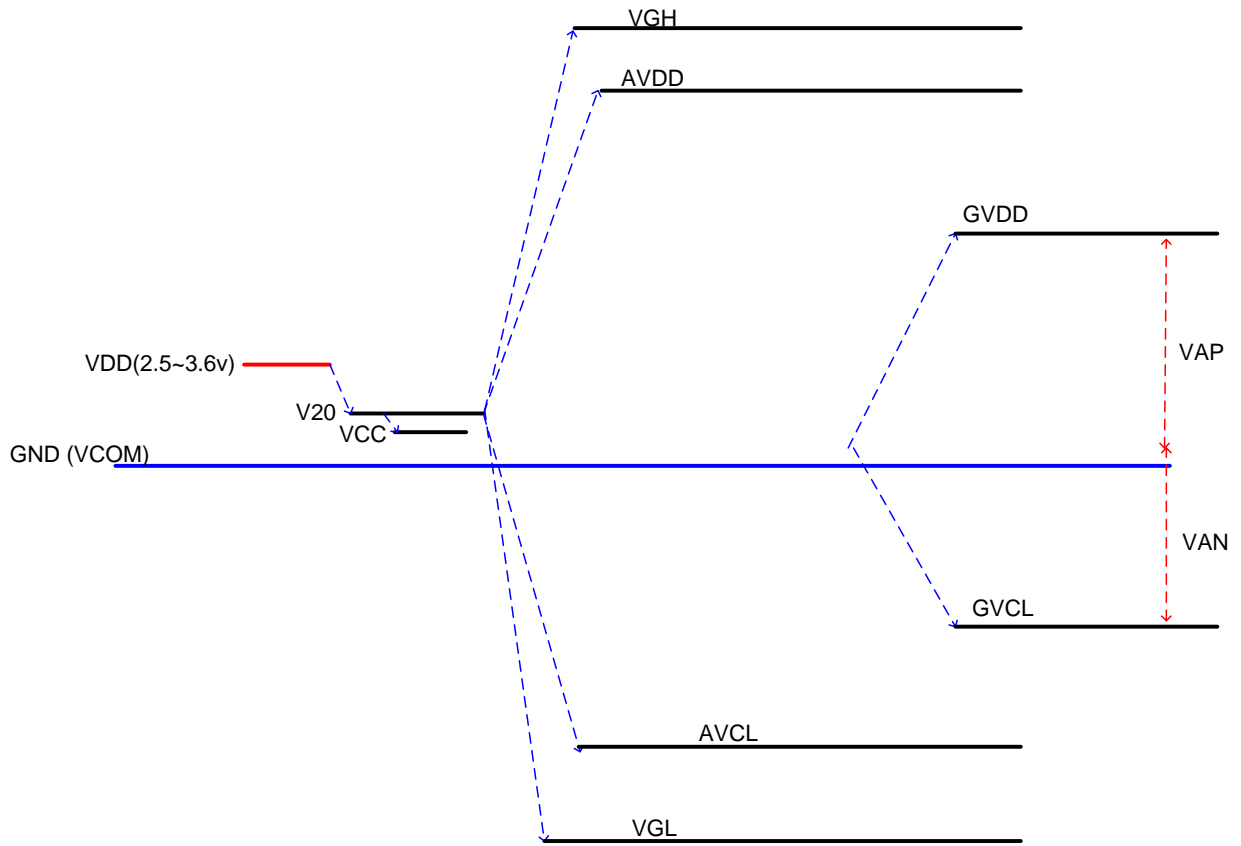 VGH
AVDD
GVDD
VDD(2.5~3.6v)
VAP
V20
VCC
GND (VCOM)
VAN
GVCL
AVCL
VGL